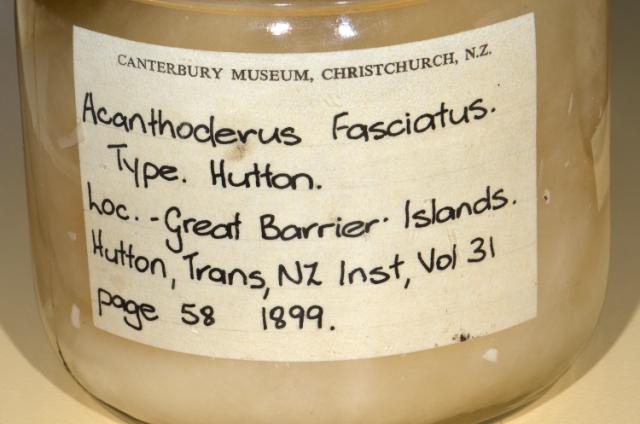 CANTERBURY MUSEUM, CHRISTCHURCH, N.Z.
Acanthoderus Fasciatus.
Type. Hutton.
Loc. - Great Barrier Islands.
Hutton, Trans, NZ Inst, Vol 31
page 58 1899.